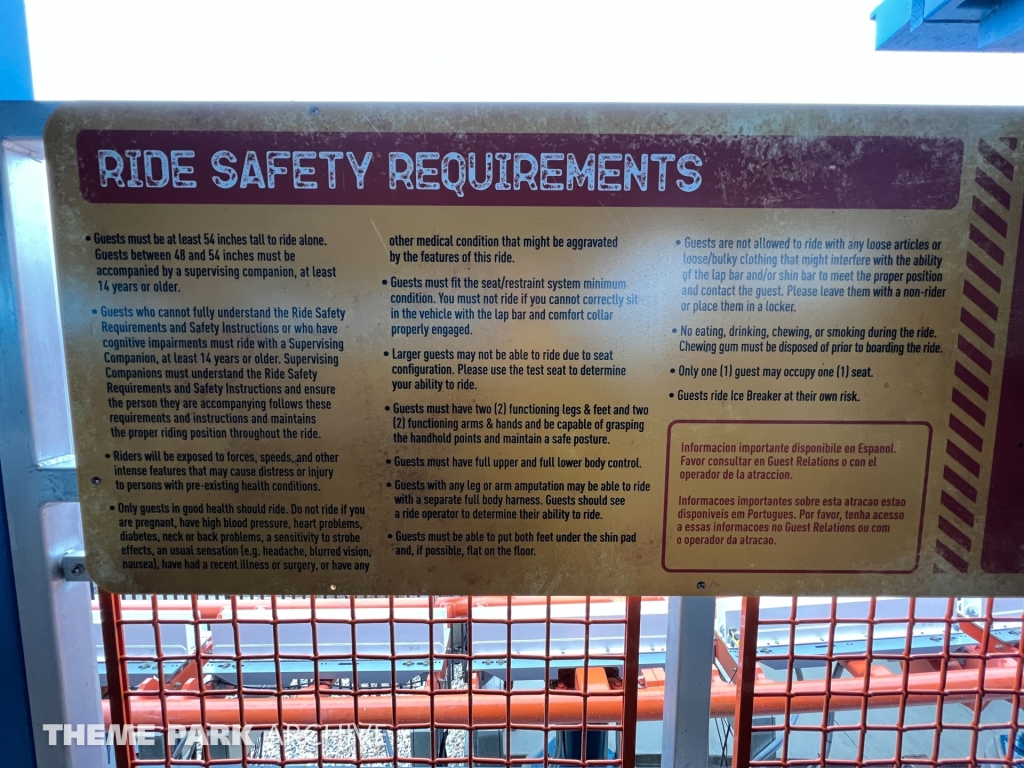 RIDE SAFETY REQUIREMENTS
• Guests must be at least 54 inches tall to ride alone.
Guests between 48 and 54 inches must be
accompanied by a supervising companion, at least
14 years or older.
• Guests who cannot fully understand the Ride Safety
Requirements and Safety Instructions or who have
cognitive impairments must ride with a Supervising
Companion, at least 14 years or older. Supervising
Companions must understand the Ride Safety
Requirements and Safety Instructions and ensure
the person they are accompanying follows these
requirements and instructions and maintains
the proper riding position throughout the ride.
• Riders will be exposed to forces, speeds, and other
intense features that may cause distress or injury
to persons with pre-existing health conditions.
• Only guests in good health should ride. Do not ride if you
are pregnant, have high blood pressure, heart problems,
diabetes, neck or back problems, a sensitivity to strobe
effects, an usual sensation (e.g. headache, blurred vision,
nausea), have had a recent illness or surgery, or have any
other medical condition that might be aggravated
by the features of this ride.
• Guests must fit the seat/restraint system minimum
condition. You must not ride if you cannot correctly sit
in the vehicle with the lap bar and comfort collar
properly engaged.
• Larger guests may not be able to ride due to seat
configuration. Please use the test seat to determine
your ability to ride.
• Guests must have two (2) functioning legs & feet and two
(2) functioning arms & hands and be capable of grasping
the handhold points and maintain a safe posture.
• Guests must have full upper and full lower body control.
• Guests with any leg or arm amputation may be able to ride
with a separate full body harness. Guests should see
a ride operator to determine their ability to ride.
• Guests must be able to put both feet under the shin pad
and, if possible, flat on the floor.
• Guests are not allowed to ride with any loose articles or
loose/bulky clothing that might interfere with the ability
of the lap bar and/or shin bar to meet the proper position
and contact the guest. Please leave them with a non-rider
or place them in a locker.
• No eating, drinking, chewing, or smoking during the ride.
Chewing gum must be disposed of prior to boarding the ride.
• Only one (1) guest may occupy one (1) seat.
• Guests ride Ice Breaker at their own risk.
Informacion importante disponibile en Espanol.
Favor consultar en Guest Relations o con el
operador de la atraccion.
Informacoes importantes sobre esta atracao estao
disponiveis em Portugues. Por favor, tenha acesso
a essas informacoes no Guest Relations ou com
o operador da atracao.
THEME PARK ARCHIVE